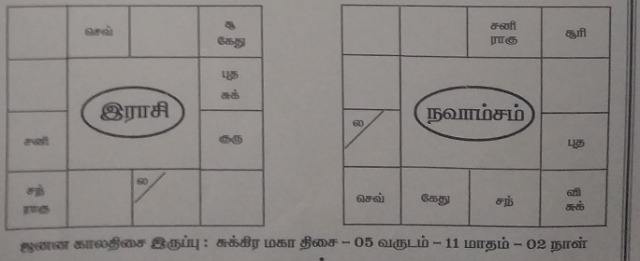 செவ்
சூ
கேது
புத
சுக்
இராசி
சனி
குரு
சந்
ராகு
ல
சனி
ராகு
சூரி
நவாம்சம்
ல
புத
செவ்
கேது
சந்
வி
சுக்
ஜனன காலதிசை இருப்பு : சுக்கிர மகா திசை – 05 வருடம் – 11 மாதம் – 02 நாள்